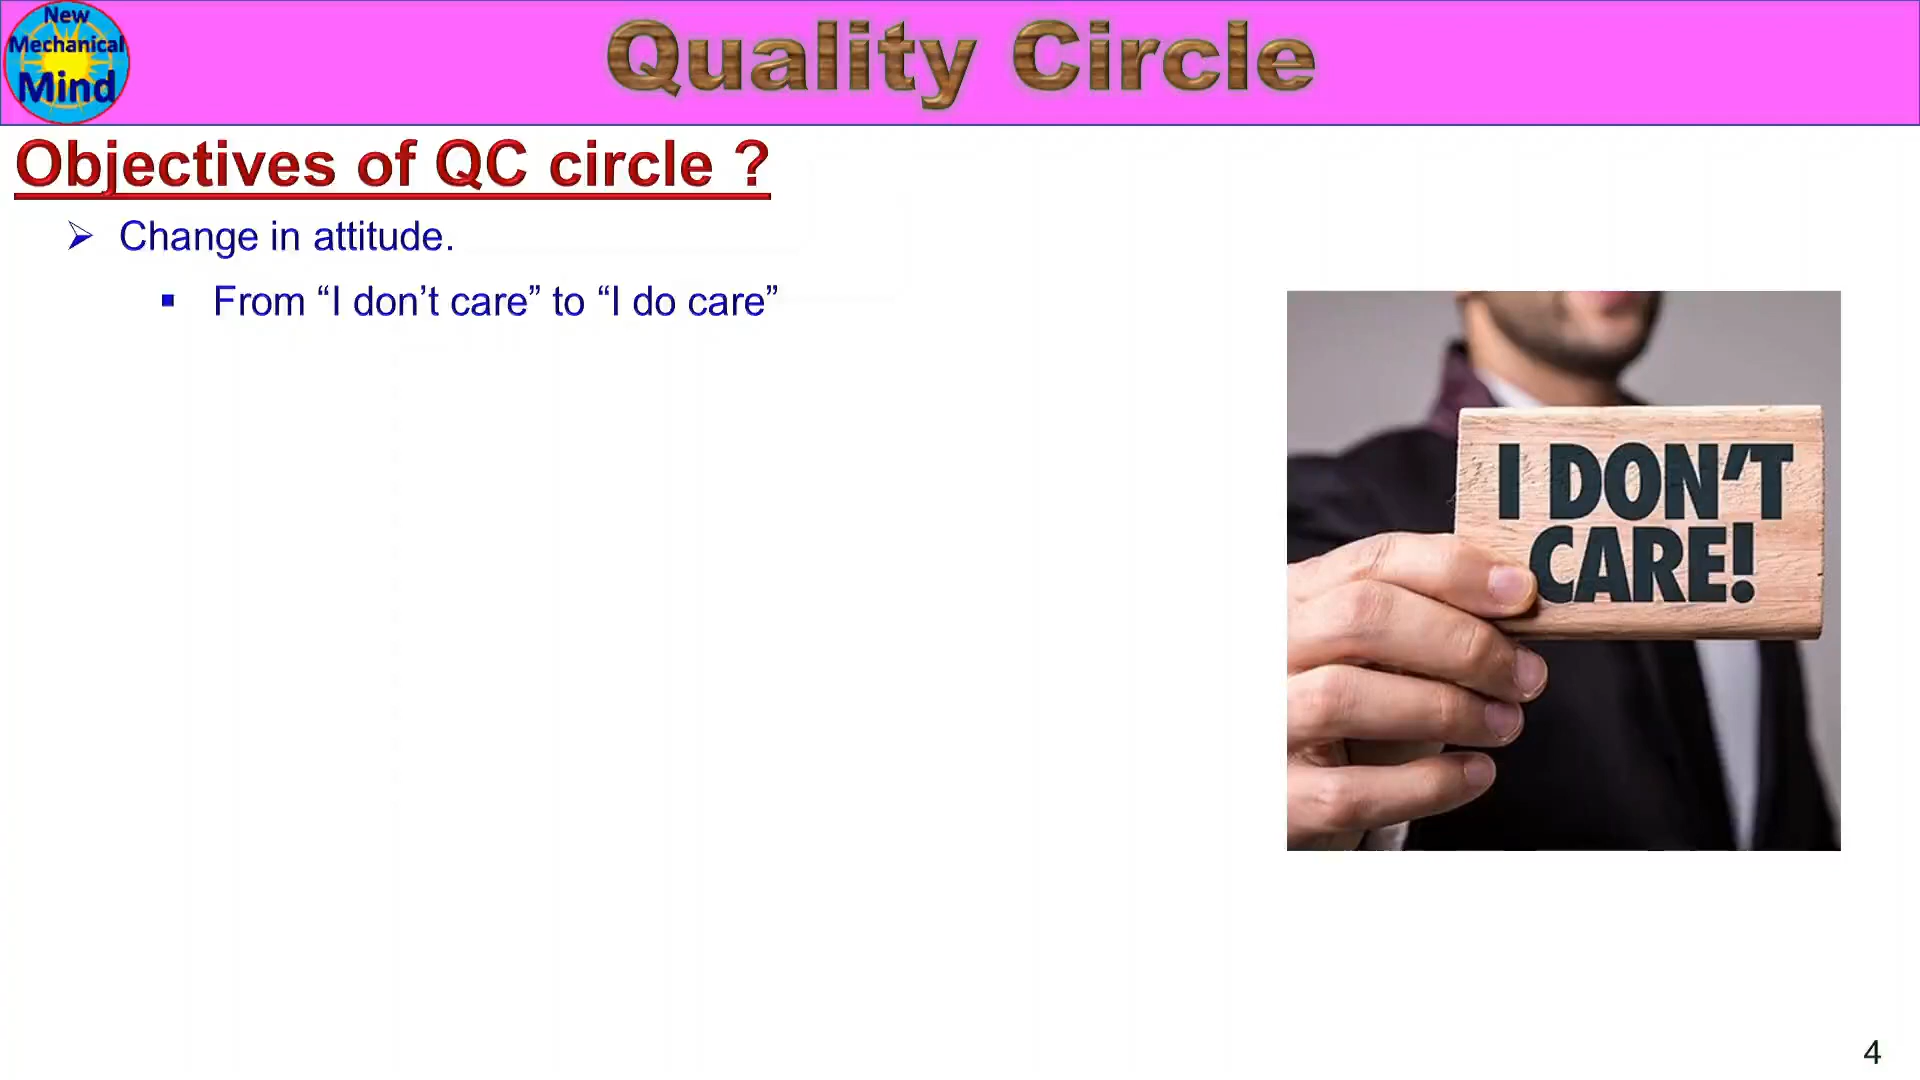 New
Mechanical
Mind
Quality Circle
Objectives of QC circle ?
➢ Change in attitude.
▪ From “I don’t care” to “I do care”
I DON’T
CARE!
4